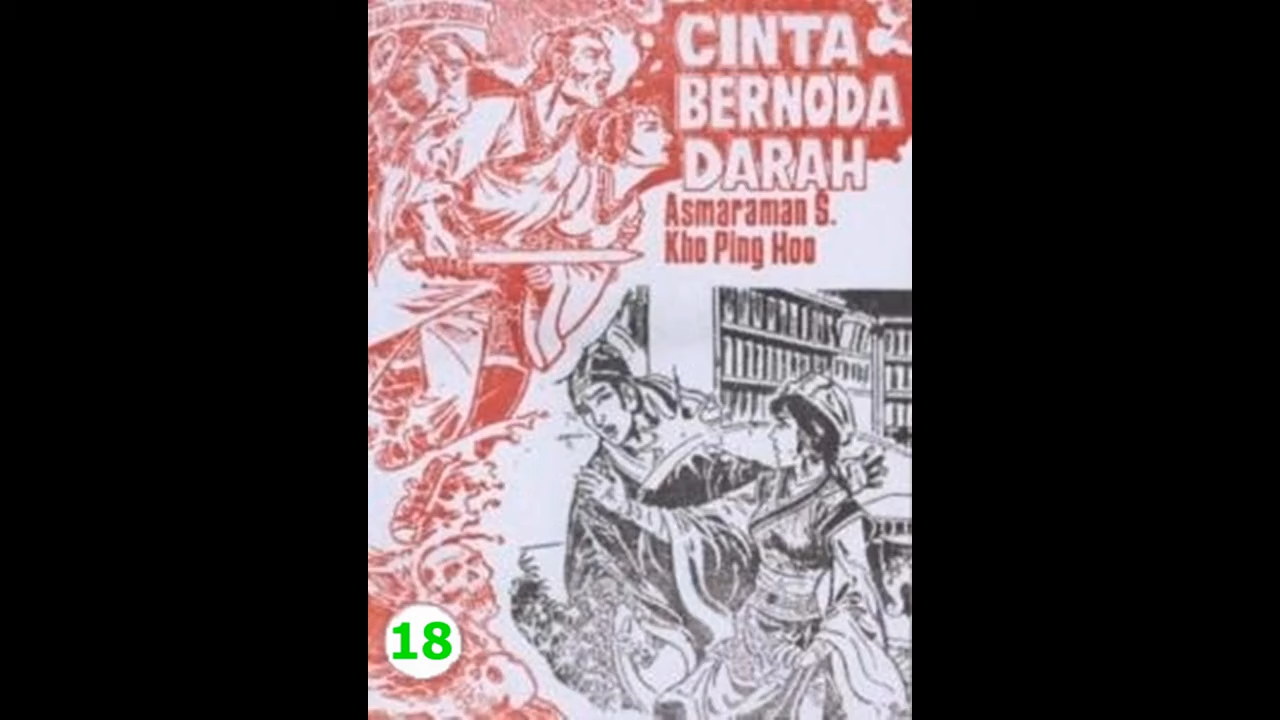 CINTA
BERNODA
DARAH
Asmaraman S.
Kho Ping Hoo
18